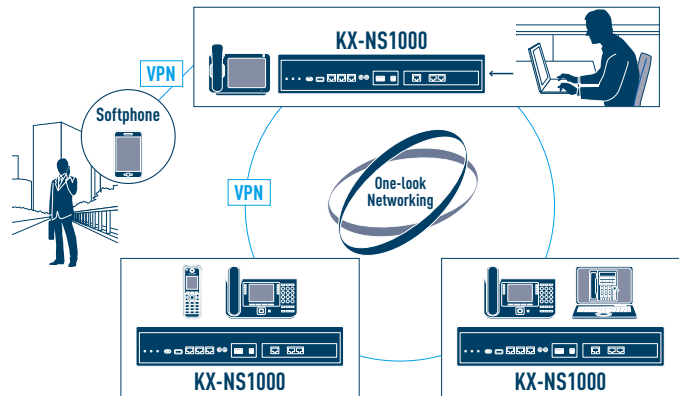 KX-NS1000
VPN
Softphone
One-look
Networking
VPN
KX-NS1000
KX-NS1000